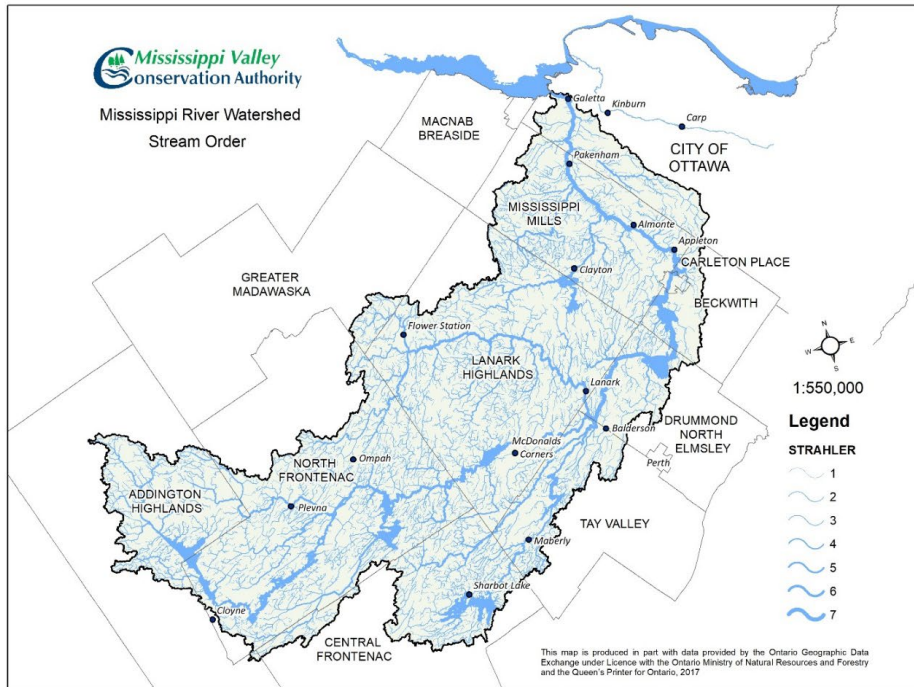 Mississippi Valley
Conservation Authority
Mississippi River Watershed
Stream Order
MACNAB
BREASIDE
Galetta
Kinburn
Carp
CITY OF
OTTAWA
Pakenham
MISSISSIPPI
MILLS
Almonte
Appleton
CARLETON PLACE
Clayton
GREATER
MADAWASKA
BECKWITH
Flower Station
N
W
E
S
LANARK
HIGHLANDS
1:550,000
Lanark
Legend
DRUMMOND
NORTH
ELMSLEY
Balderson
McDonalds
Corners
STRAHLER
Perth
NORTH
FRONTENAC
Ompah
1
ADDINGTON
HIGHLANDS
2
Plevna
3
TAY VALLEY
4
Maberly
5
6
Sharbot Lake
7
Cloyne
CENTRAL
FRONTENAC
This map is produced in part with data provided by the Ontario Geographic Data
Exchange under Licence with the Ontario Ministry of Natural Resources and Forestry
and the Queen's Printer for Ontario, 2017